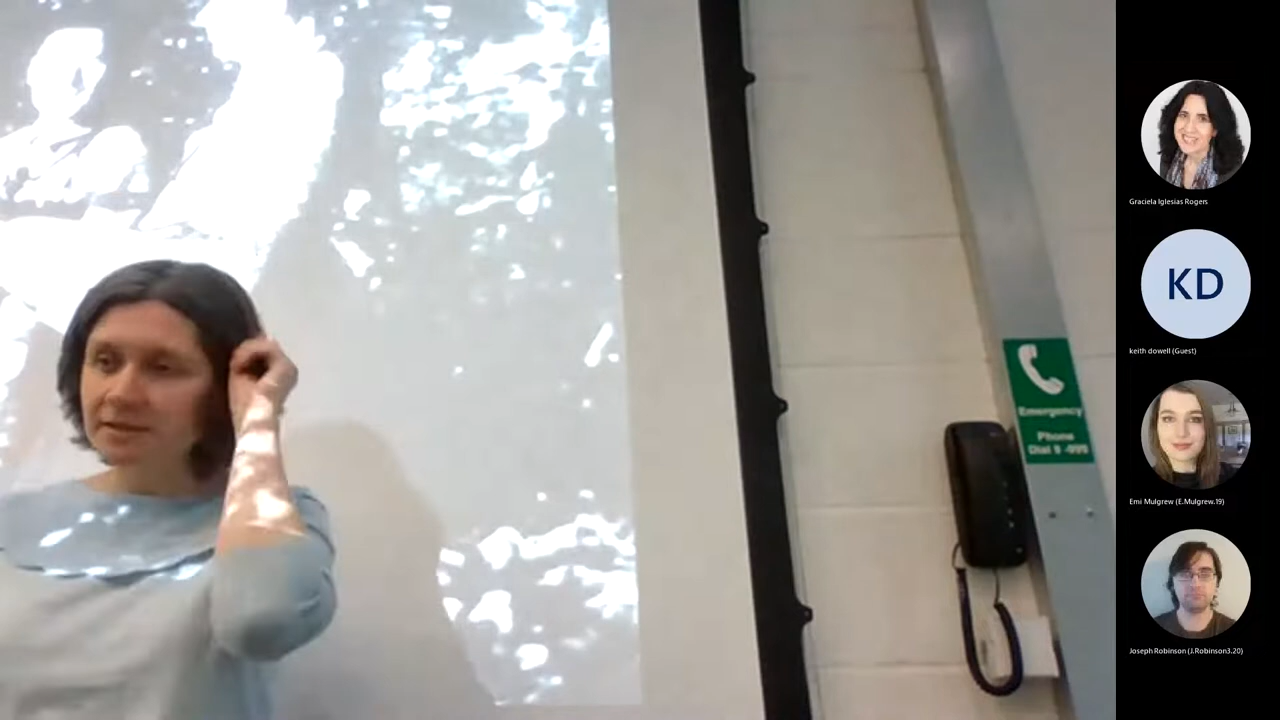 Emergency
Phone
Dial 9 -999
Graciela Iglesias Rogers
KD
keith dowell (Guest)
Emi Mulgrew (E.Mulgrew.19)
Joseph Robinson (J.Robinson3.20)